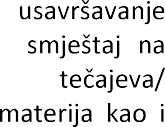 usavršavanje
smještaj na
tečajeva/
materija kao i